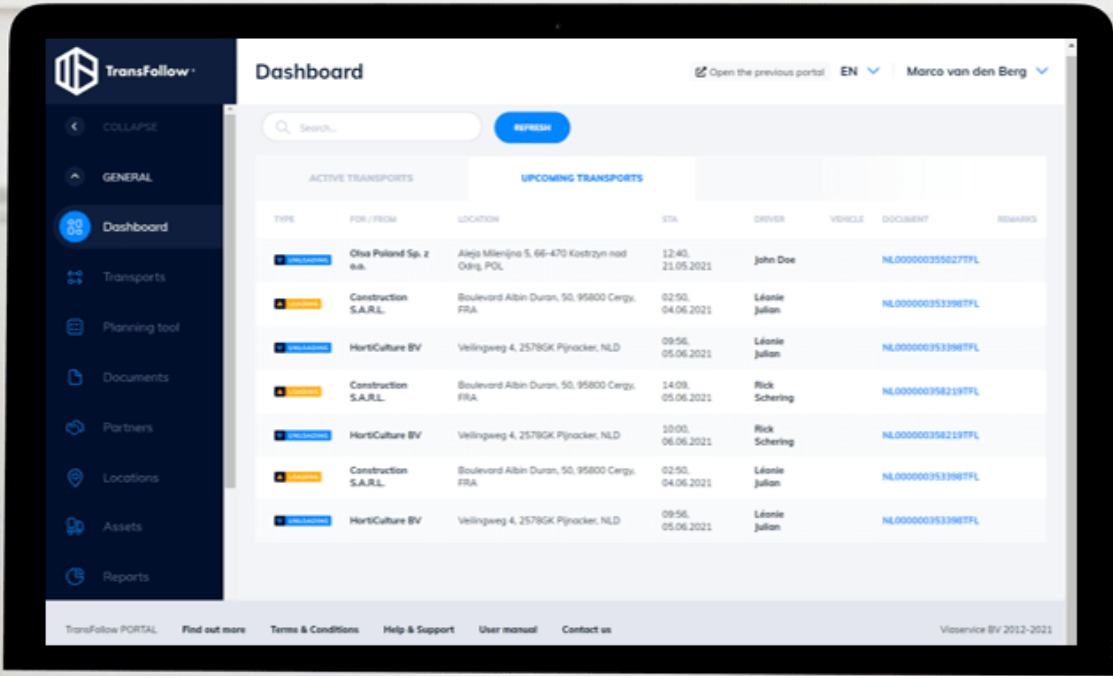 TransFollow
Dashboard
Open the previous portal
EN
Marco van den Berg
COLLAPSE
Search...
REFRESH
GENERAL
ACTIVE TRANSPORTS
UPCOMING TRANSPORTS
Dashboard
TYPE
FOR / FROM
LOCATION
STA
DRIVER
VEHICLE
DOCUMENT
REMARKS
UNLOADING
Olsa Poland Sp. z
o.o.
Aleja Milenijna 5, 66-470 Kostrzyn nad
Odrą, POL
12:40,
21.05.2021
John Doe
NL000000355027TFL
Transports
LOADING
Construction
S.A.R.L.
Boulevard Albin Duran, 50, 95800 Cergy,
FRA
02:50,
04.06.2021
Léonie
Julian
NL000000353398TFL
Planning tool
UNLOADING
HortiCulture BV
Veilingweg 4, 2578GK Pijnacker, NLD
09:56,
05.06.2021
Léonie
Julian
NL000000353398TFL
Documents
LOADING
Construction
S.A.R.L.
Boulevard Albin Duran, 50, 95800 Cergy,
FRA
14:09,
05.06.2021
Rick
Schering
NL000000358219TFL
Partners
UNLOADING
HortiCulture BV
Veilingweg 4, 2578GK Pijnacker, NLD
10:00,
06.06.2021
Rick
Schering
NL000000358219TFL
Locations
LOADING
Construction
S.A.R.L.
Boulevard Albin Duran, 50, 95800 Cergy,
FRA
02:50,
04.06.2021
Léonie
Julian
NL000000353398TFL
Assets
UNLOADING
HortiCulture BV
Veilingweg 4, 2578GK Pijnacker, NLD
09:56,
05.06.2021
Léonie
Julian
NL000000353398TFL
Reports
TransFollow PORTAL
Find out more
Terms & Conditions
Help & Support
User manual
Contact us
Viaservice BV 2012-2021